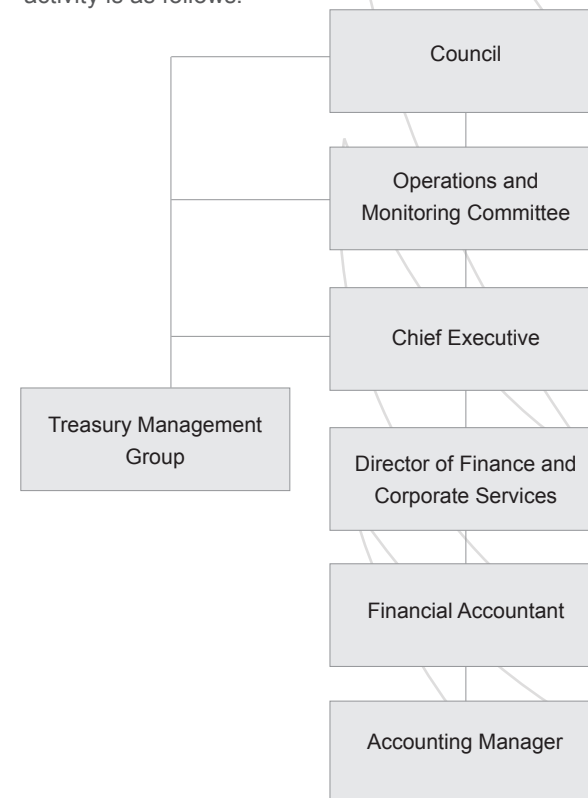 activity is as follows:
Council
Operations and
Monitoring Committee
Chief Executive
Treasury Management
Group
Director of Finance and
Corporate Services
Financial Accountant
Accounting Manager